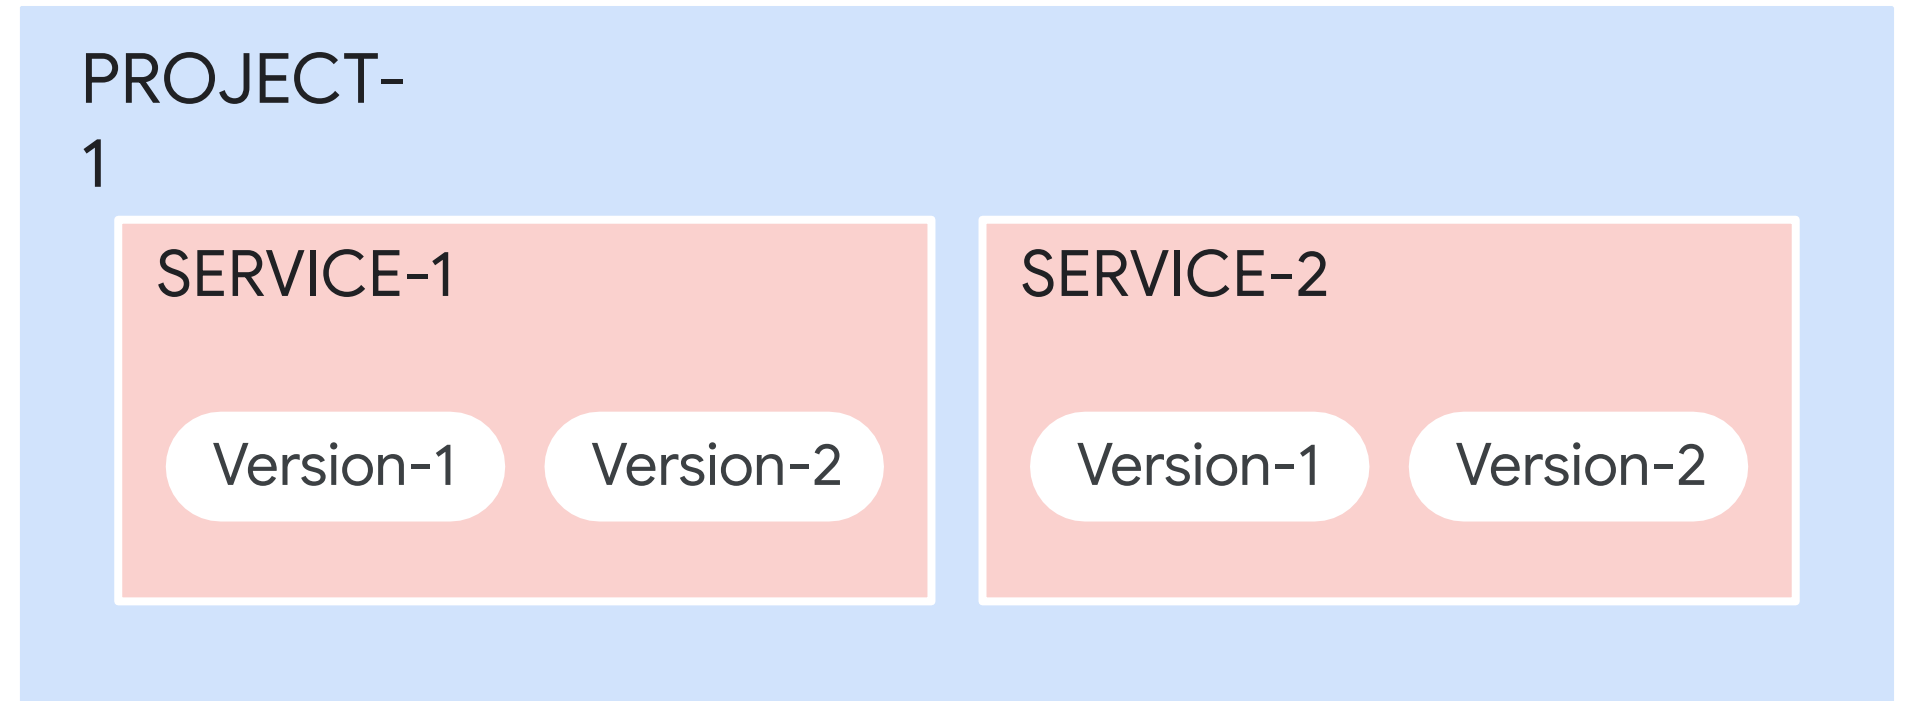 PROJECT-
1
SERVICE-1
Version-1 Version-2
SERVICE-2
Version-1 Version-2